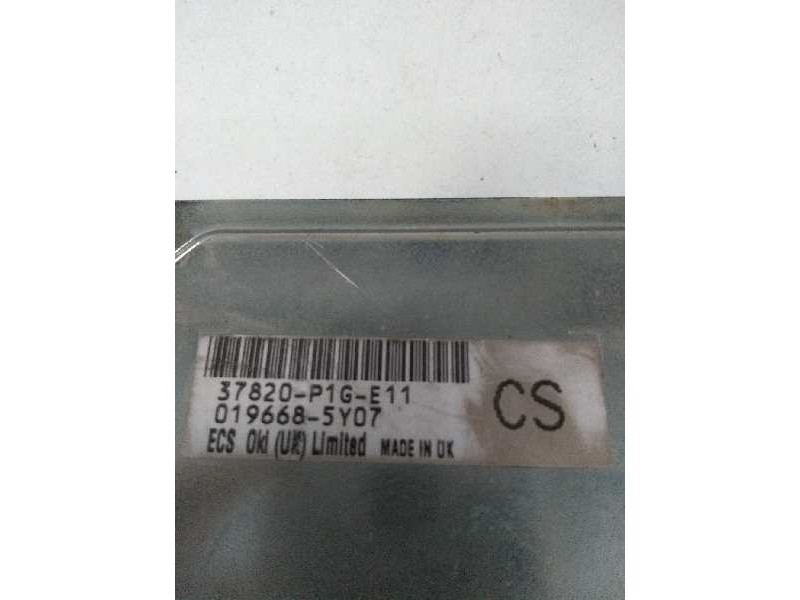 37820-P1G-E11
CS
019668-5Y07
ECS Oki (UK) Limited MADE IN UK